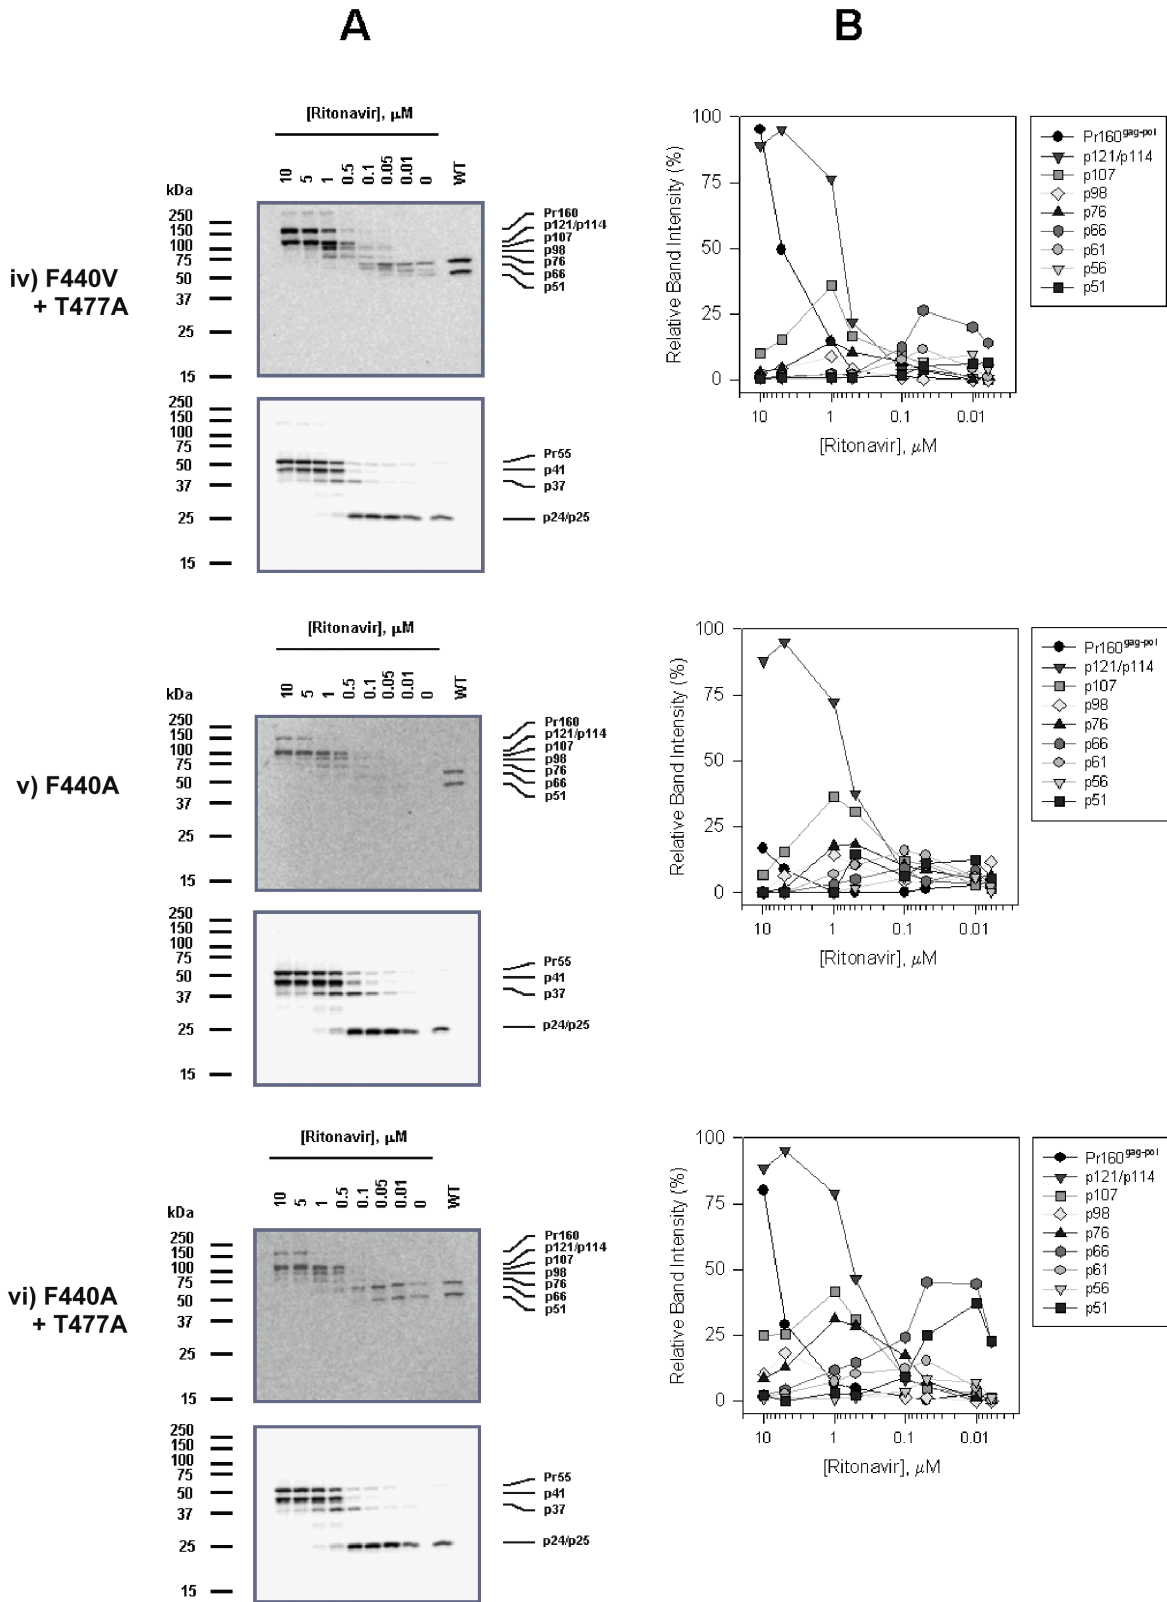 A
B
[Ritonavir], μM
10 5 1 0.5 0.1 0.05 0.01 0 WT
kDa
250
150
100
75
50
37
25
15
Pr160
p121/p114
p107
p98
p76
p66
p51
iv) F440V
+ T477A
250
150
100
75
50
37
25
15
Pr55
p41
p37
p24/p25
Relative Band Intensity (%)
100
75
50
25
0
10 1 0.1 0.01
[Ritonavir], μM
Pr160gag-pol
p121/p114
p107
p98
p76
p66
p61
p56
p51
[Ritonavir], μM
10 5 1 0.5 0.1 0.05 0.01 0 WT
kDa
250
150
100
75
50
37
25
15
Pr160
p121/p114
p107
p98
p76
p66
p51
v) F440A
250
150
100
75
50
37
25
15
Pr55
p41
p37
p24/p25
Relative Band Intensity (%)
100
75
50
25
0
10 1 0.1 0.01
[Ritonavir], μM
Pr160gag-pol
p121/p114
p107
p98
p76
p66
p61
p56
p51
[Ritonavir], μM
10 5 1 0.5 0.1 0.05 0.01 0 WT
kDa
250
150
100
75
50
37
25
15
Pr160
p121/p114
p107
p98
p76
p66
p51
vi) F440A
+ T477A
250
150
100
75
50
37
25
15
Pr55
p41
p37
p24/p25
Relative Band Intensity (%)
100
75
50
25
0
10 1 0.1 0.01
[Ritonavir], μM
Pr160gag-pol
p121/p114
p107
p98
p76
p66
p61
p56
p51